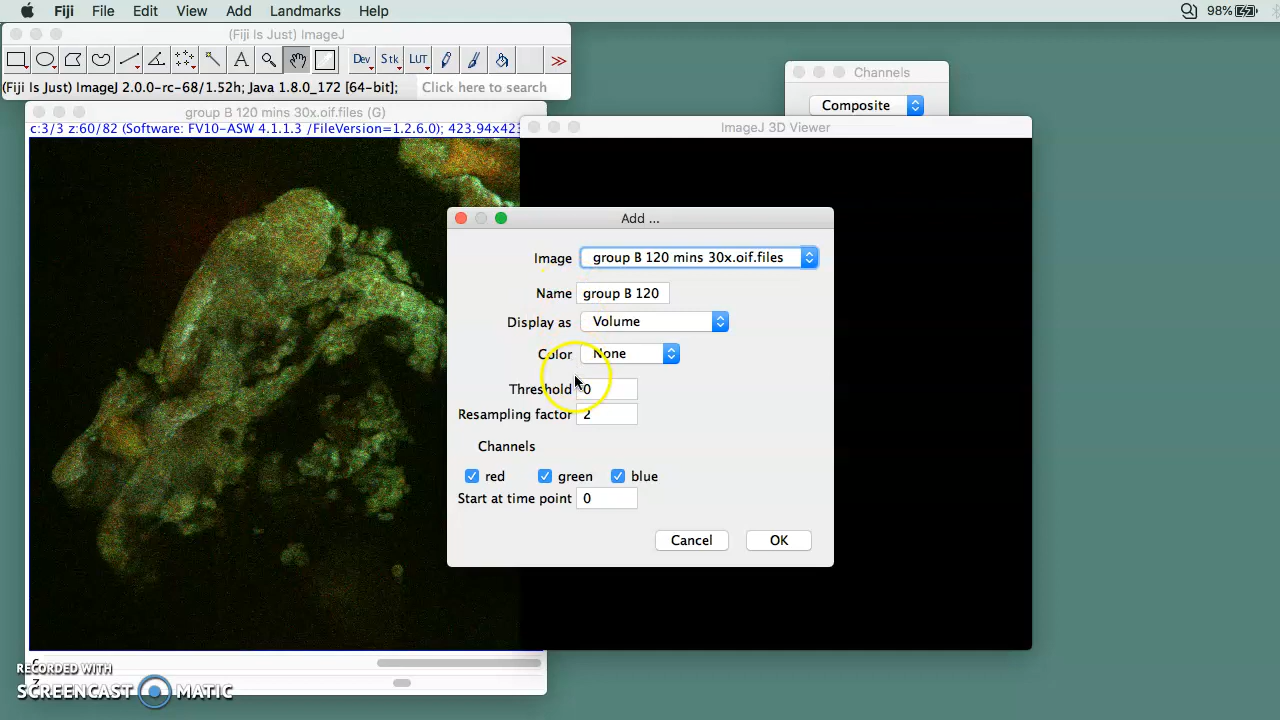 Fiji File Edit View Add Landmarks Help 98%
(Fiji Is Just) ImageJ
A Dev Stk LUT >>
(Fiji Is Just) ImageJ 2.0.0-rc-68/1.52h; Java 1.8.0_172 [64-bit]; Click here to search
Channels
Composite
group B 120 mins 30x.oif.files (G)
c:3/3 z:60/82 (Software: FV10-ASW 4.1.1.3 /FileVersion=1.2.6.0); 423.94x423
ImageJ 3D Viewer
Add ...
Image group B 120 mins 30x.oif.files
Name group B 120
Display as Volume
Color None
Threshold 0
Resampling factor 2
Channels
red green blue
Start at time point 0
Cancel OK
RECORDED WITH
SCREENCAST MATIC